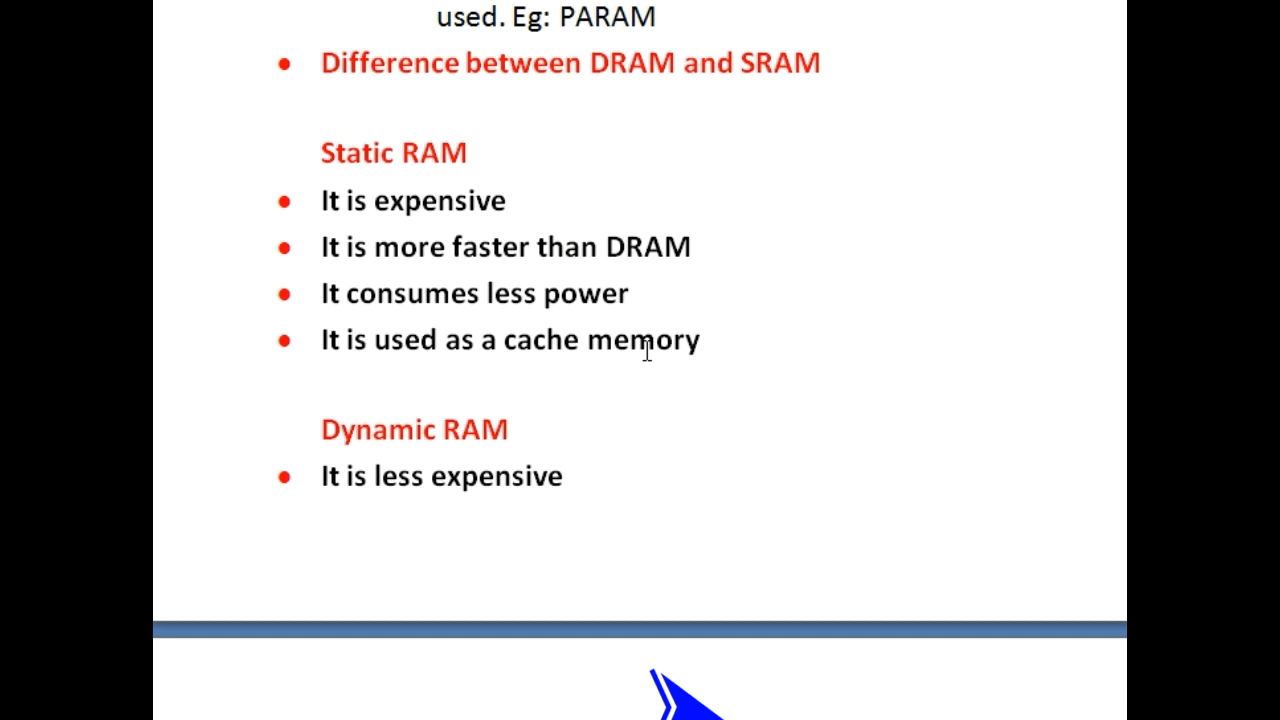 used. Eg: PARAM
Difference between DRAM and SRAM
Static RAM
It is expensive
It is more faster than DRAM
It consumes less power
It is used as a cache memory
Dynamic RAM
It is less expensive